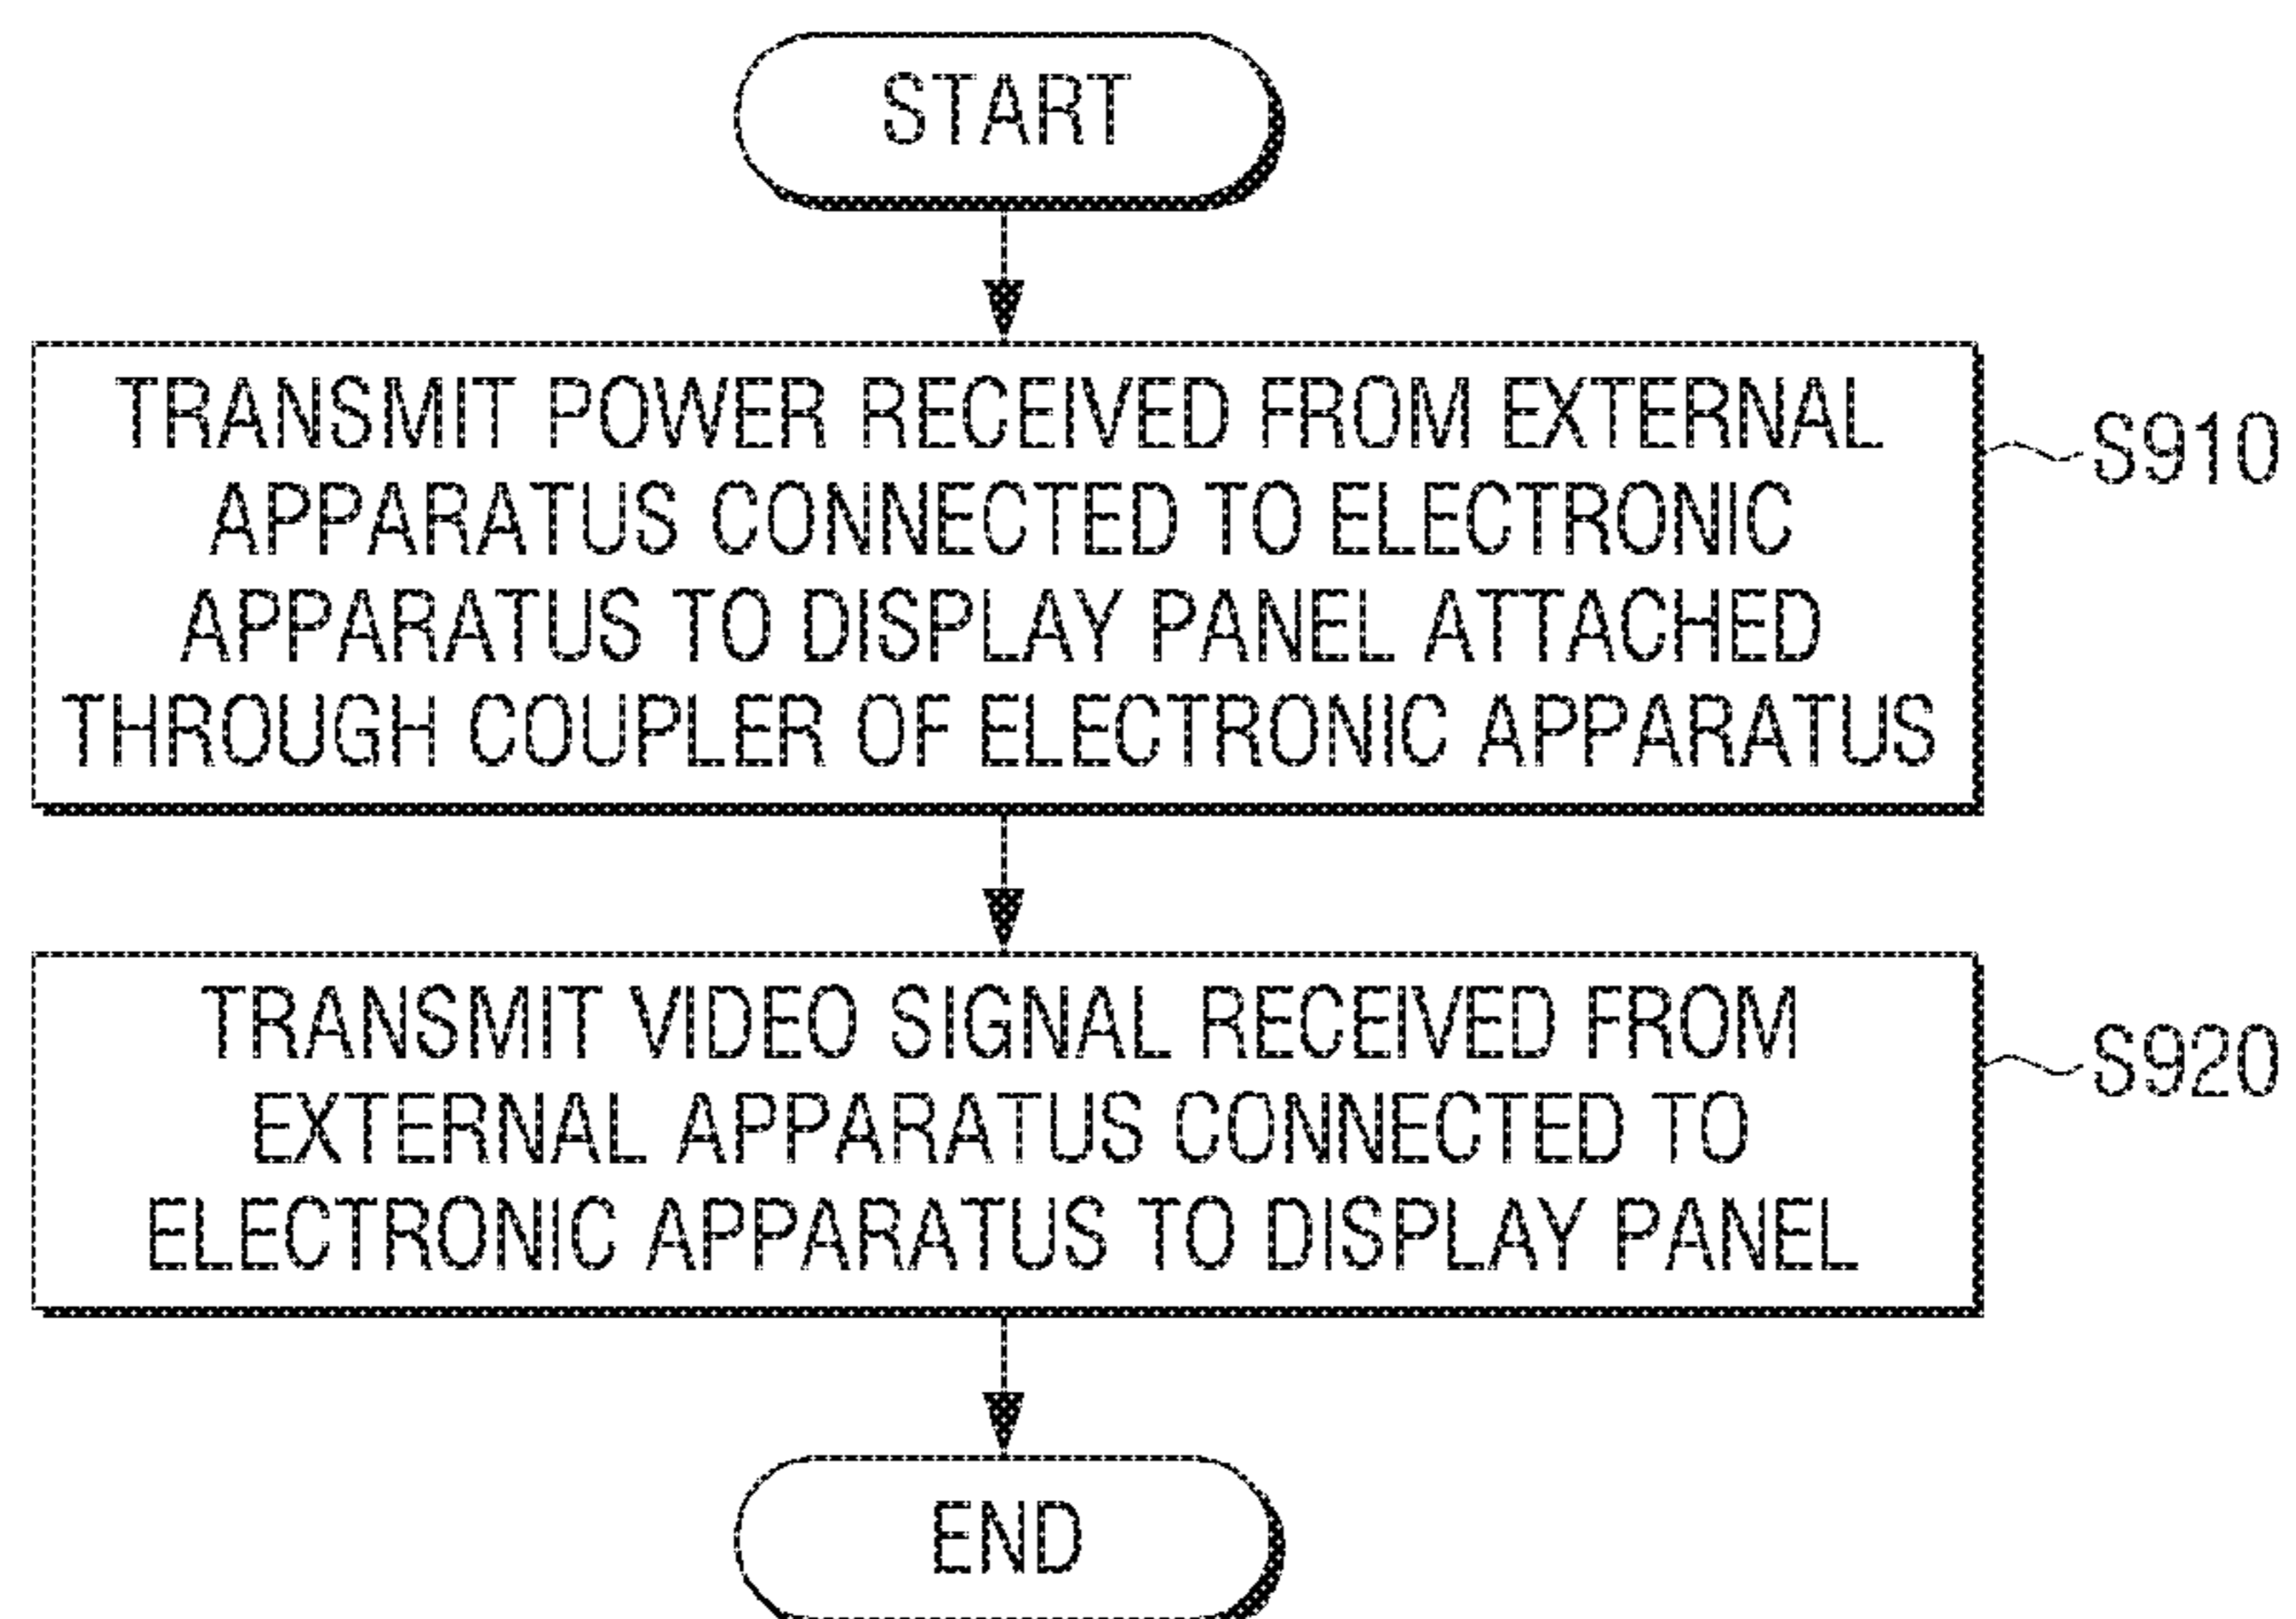 START
TRANSMIT POWER RECEIVED FROM EXTERNAL
APPARATUS CONNECTED TO ELECTRONIC
APPARATUS TO DISPLAY PANEL ATTACHED
THROUGH COUPLER OF ELECTRONIC APPARATUS
S910
TRANSMIT VIDEO SIGNAL RECEIVED FROM
EXTERNAL APPARATUS CONNECTED TO
ELECTRONIC APPARATUS TO DISPLAY PANEL
S920
END